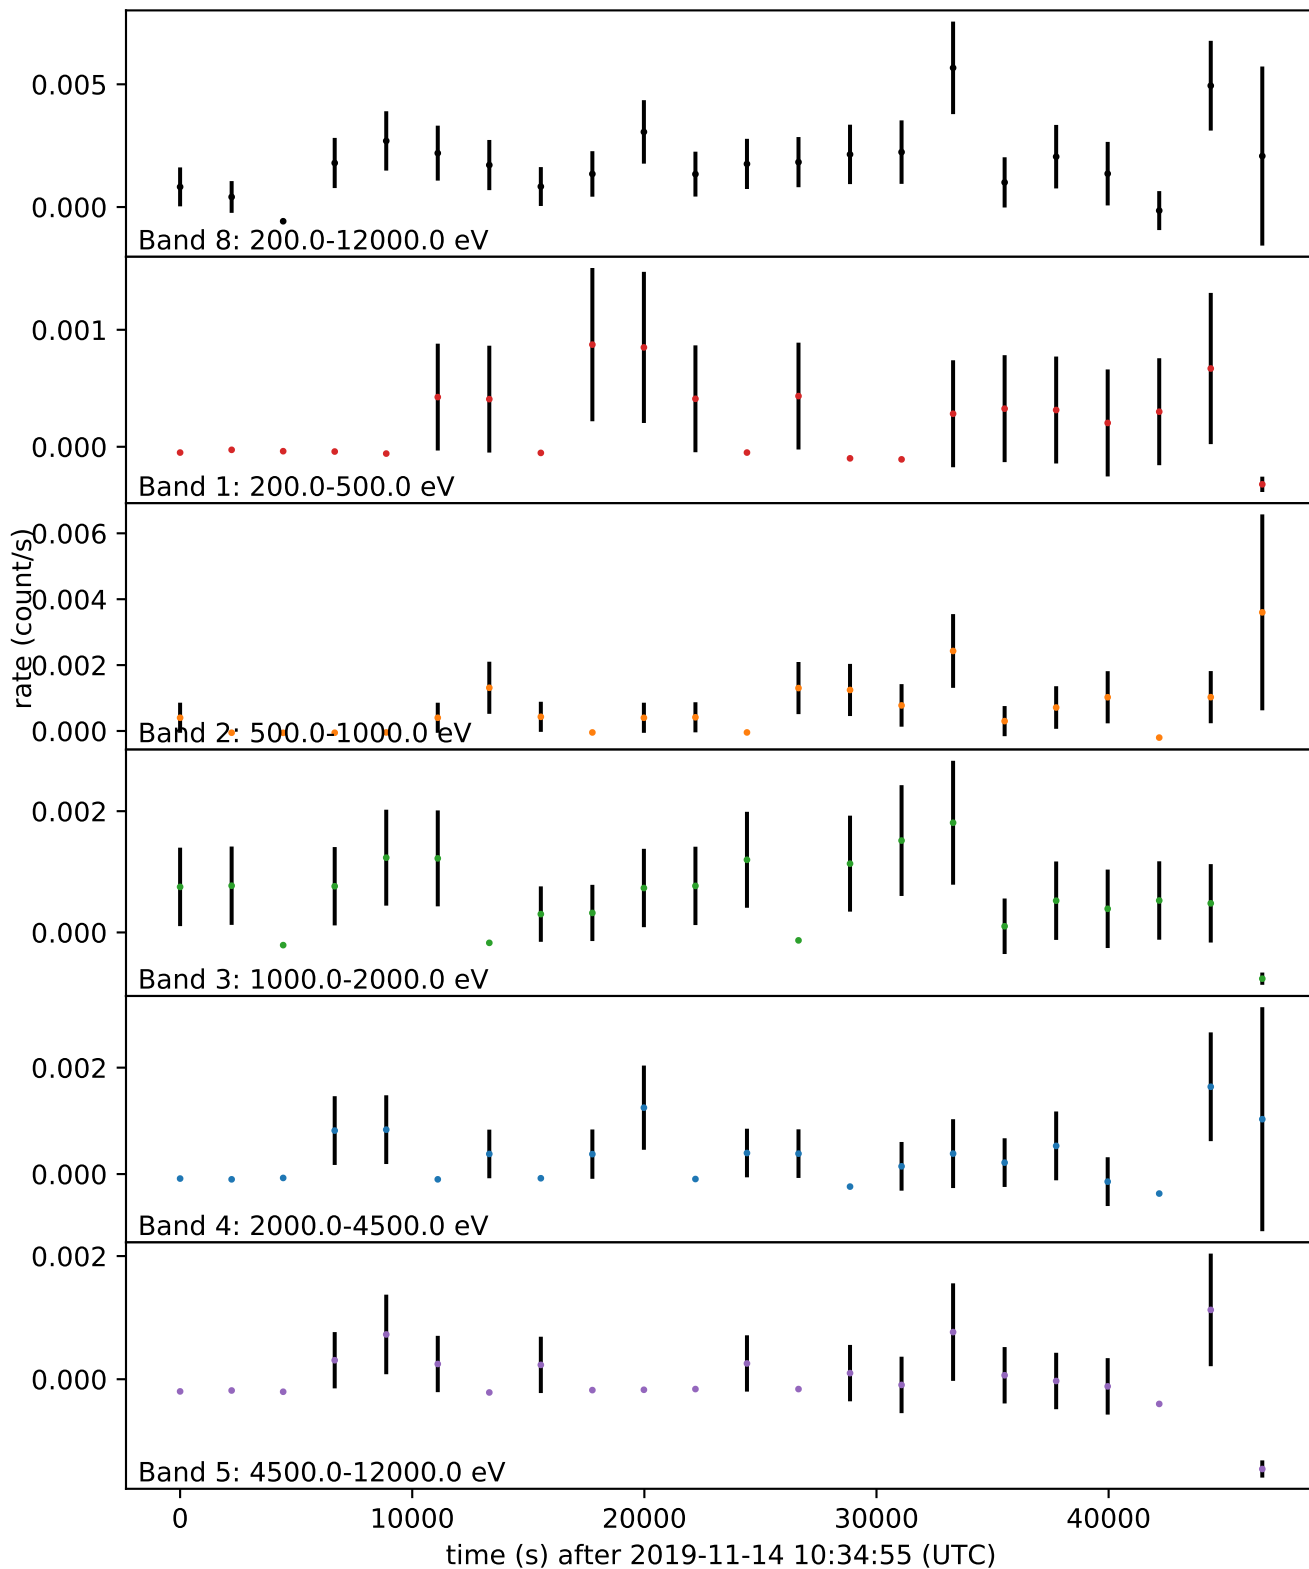 0.005
0.000
Band 8: 200.0-12000.0 eV
0.001
0.000
Band 1: 200.0-500.0 eV
rate (count/s)
0.006
0.004
0.002
0.000
Band 2: 500.0-1000.0 eV
0.002
0.000
Band 3: 1000.0-2000.0 eV
0.002
0.000
Band 4: 2000.0-4500.0 eV
0.002
0.000
Band 5: 4500.0-12000.0 eV
0 10000 20000 30000 40000
time (s) after 2019-11-14 10:34:55 (UTC)